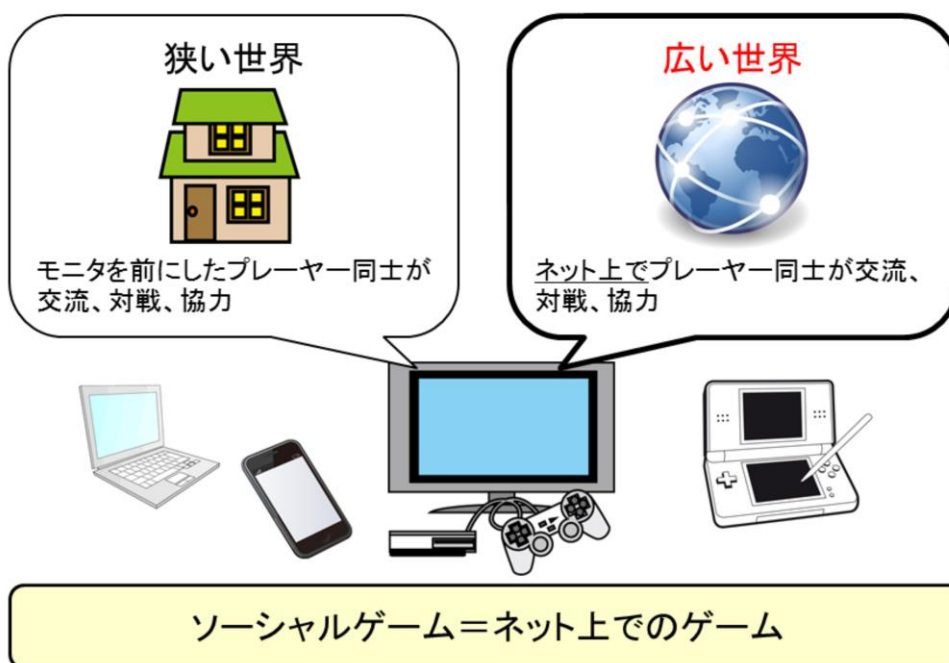 狭い世界
モニタを前にしたプレーヤー同士が
交流、対戦、協力
広い世界
ネット上でプレーヤー同士が交流、
対戦、協力
ソーシャルゲーム＝ネット上でのゲーム